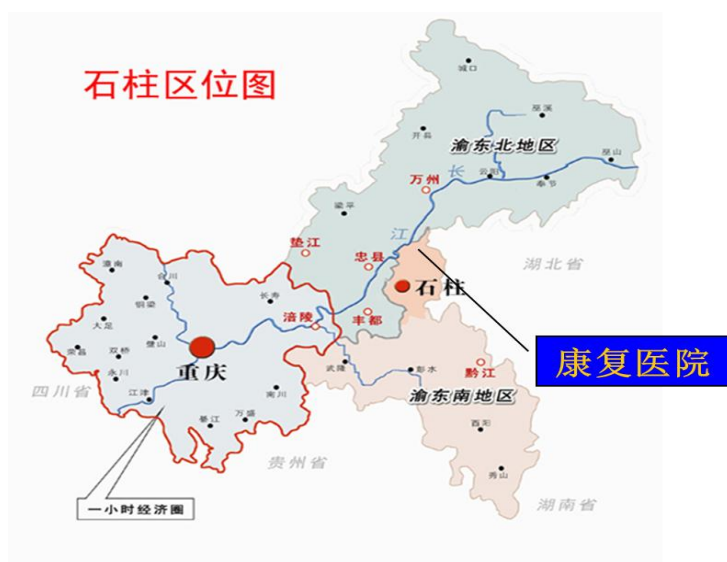 石柱区位图
城口
巫溪
开县
渝东北地区
巫山
长
云阳
奉节
万州
梁平
江
垫江
忠县
湖北省
潼南
合川
石柱
长寿
铜梁
涪陵
丰都
大足
璧山
荣昌
双桥
重庆
康复医院
武隆
彭水
黔江
永川
四川省
江津
南川
渝东南地区
万盛
綦江
酉阳
贵州省
秀山
一小时经济圈
湖南省